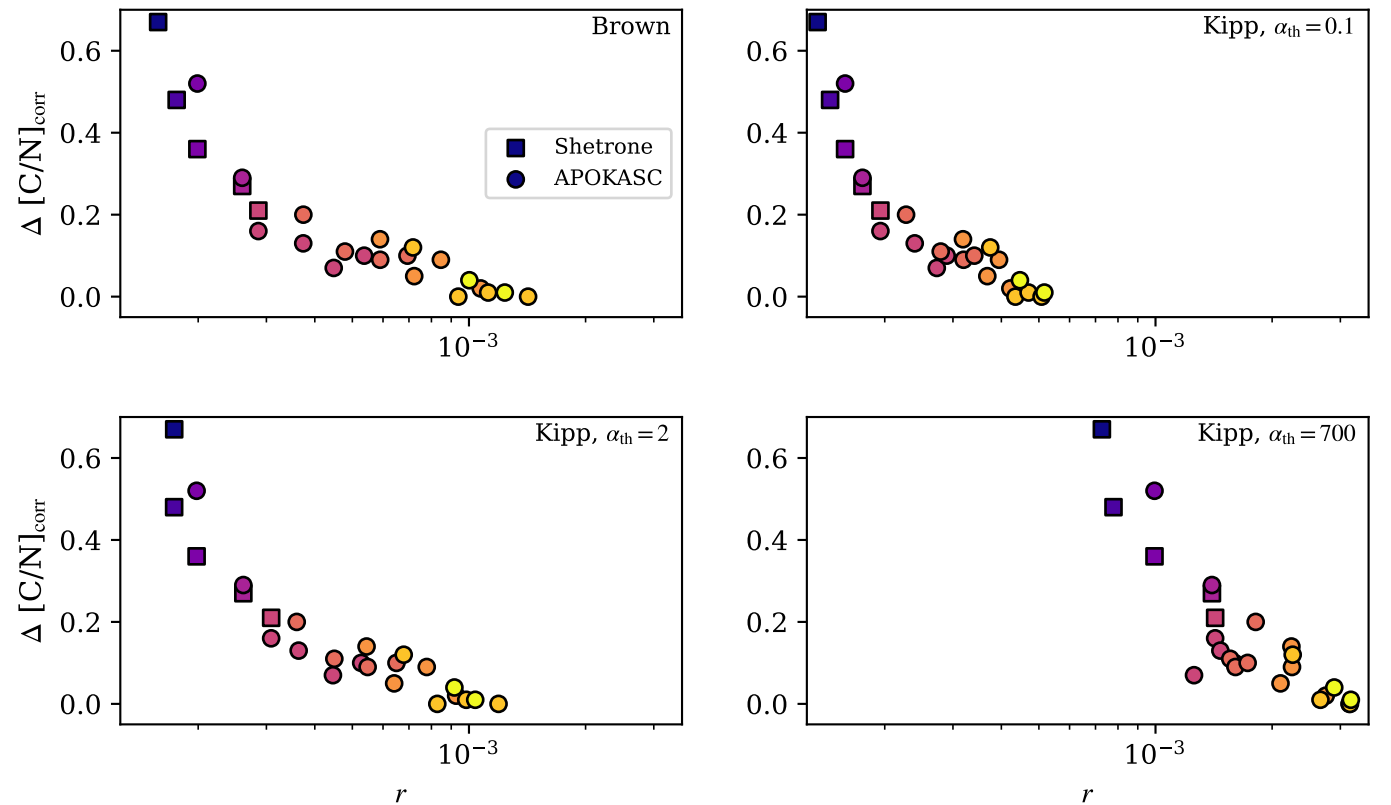 Brown
Δ [C/N]corr
0.6
0.4
0.2
0.0
Shetrone
APOKASC
10⁻³
Kipp, αth = 0.1
0.6
0.4
0.2
0.0
10⁻³
Kipp, αth = 2
Δ [C/N]corr
0.6
0.4
0.2
0.0
10⁻³
r
Kipp, αth = 700
0.6
0.4
0.2
0.0
10⁻³
r